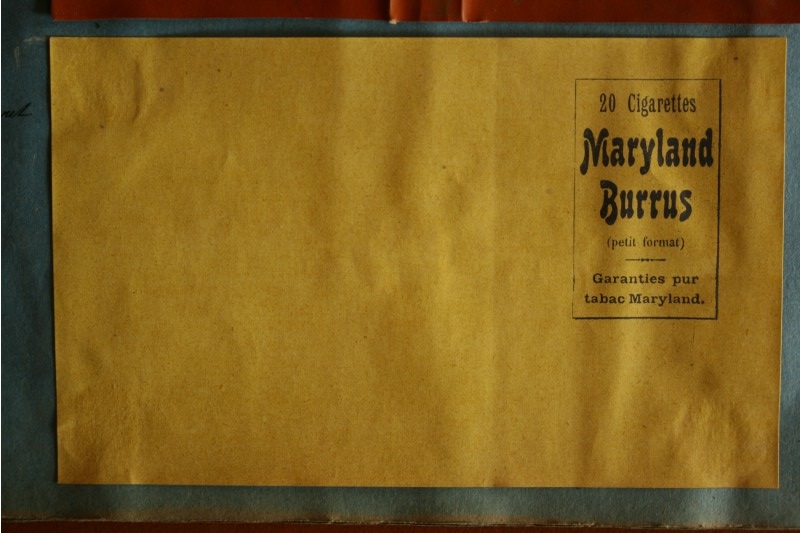 20 Cigarettes
Maryland
Burrus
(petit format)
Garanties pur
tabac Maryland.